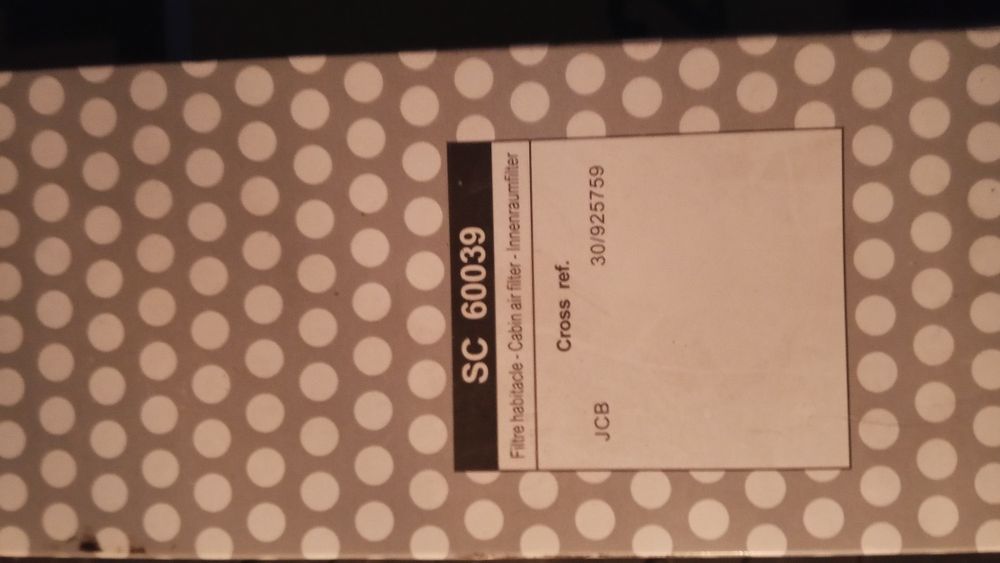 SC 60039
Filtre habitacle - Cabin air filter - Innenraumfilter
Cross ref.
JCB 30/925759